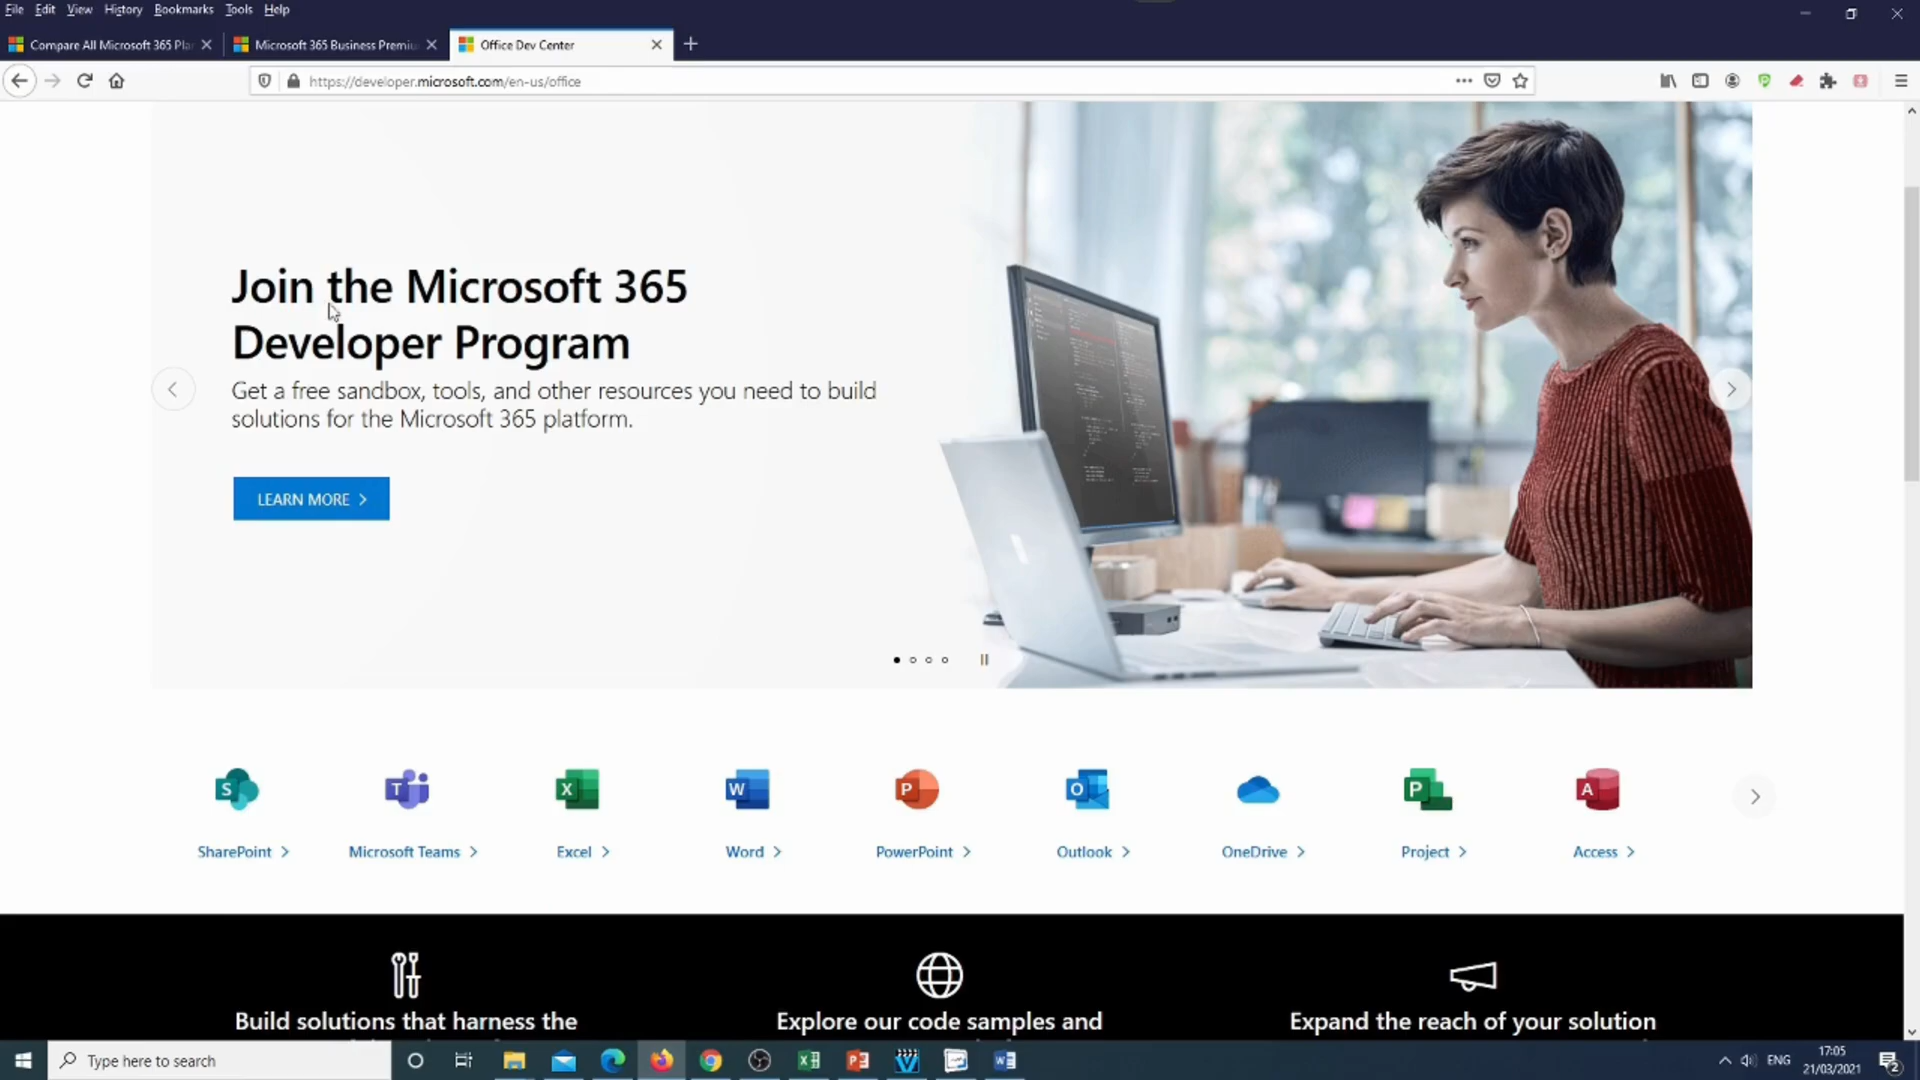 File Edit View History Bookmarks Tools Help
Compare All Microsoft 365 Pla
Microsoft 365 Business Premiu
Office Dev Center
https://developer.microsoft.com/en-us/office
Join the Microsoft 365
Developer Program
Get a free sandbox, tools, and other resources you need to build
solutions for the Microsoft 365 platform.
LEARN MORE
SharePoint
Microsoft Teams
Excel
Word
PowerPoint
Outlook
OneDrive
Project
Access
Build solutions that harness the
Explore our code samples and
Expand the reach of your solution
Type here to search
ENG
17:05
21/03/2021
2